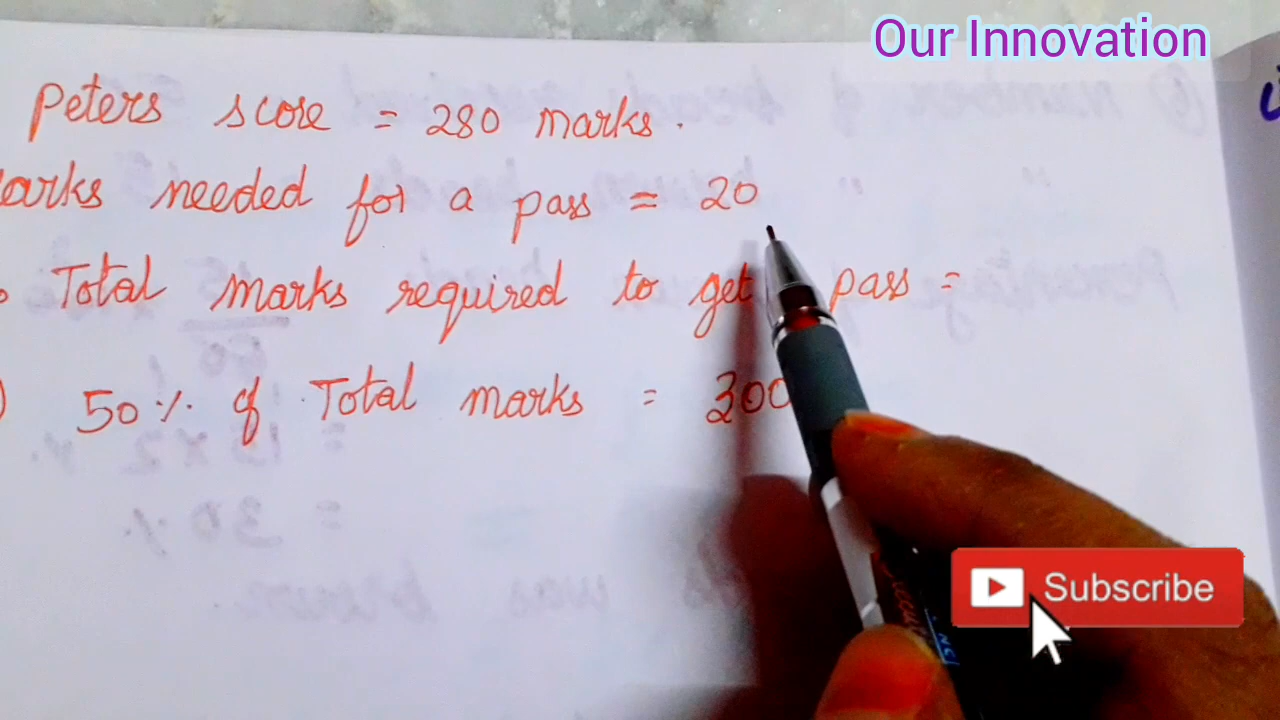 Our Innovation
Peters score = 280 marks.
arks needed for a pass = 20
Total marks required to get pass =
) 50 % of Total marks = 300
Subscribe